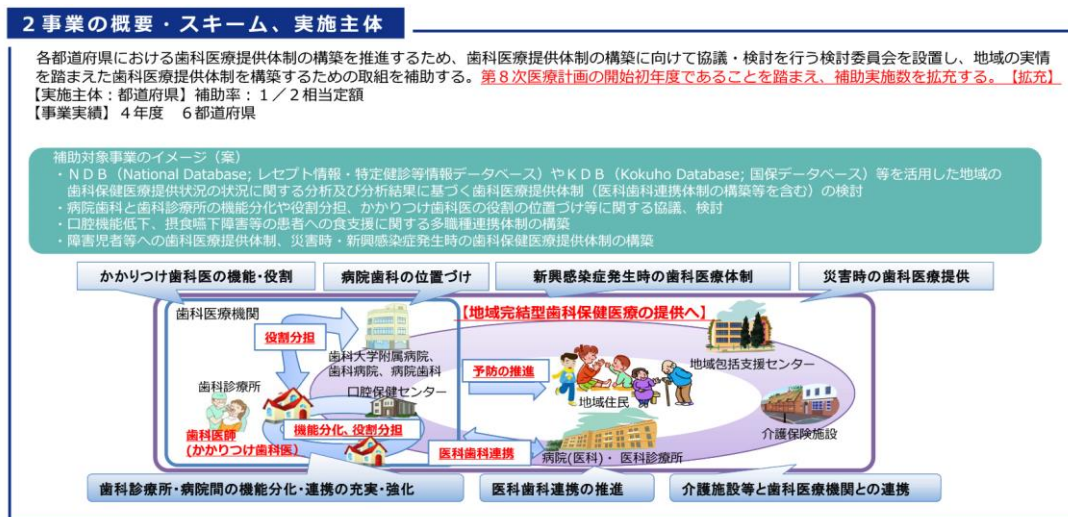 ２事業の概要・スキーム、実施主体
各都道府県における歯科医療提供体制の構築を推進するため、歯科医療提供体制の構築に向けて協議・検討を行う検討委員会を設置し、地域の実情
を踏まえた歯科医療提供体制を構築するための取組を補助する。第８次医療計画の開始初年度であることを踏まえ、補助実施数を拡充する。【拡充】
【実施主体：都道府県】補助率：１／２相当定額
【事業実績】４年度　６都道府県
補助対象事業のイメージ（案）
・ＮＤＢ（National Database; レセプト情報・特定健診等情報データベース）やＫＤＢ（Kokuho Database; 国保データベース）等を活用した地域の
歯科保健医療提供状況の状況に関する分析及び分析結果に基づく歯科医療提供体制（医科歯科連携体制の構築等を含む）の検討
・病院歯科と歯科診療所の機能分化や役割分担、かかりつけ歯科医の役割の位置づけ等に関する協議、検討
・口腔機能低下、摂食嚥下障害等の患者への食支援に関する多職種連携体制の構築
・障害児者等への歯科医療提供体制、災害時・新興感染症発生時の歯科保健医療提供体制の構築
かかりつけ歯科医の機能・役割
病院歯科の位置づけ
新興感染症発生時の歯科医療体制
災害時の歯科医療提供
歯科医療機関
【地域完結型歯科保健医療の提供へ】
役割分担
歯科大学附属病院、
歯科病院、病院歯科
予防の推進
地域包括支援センター
歯科診療所
口腔保健センター
地域住民
歯科医師
(かかりつけ歯科医)
機能分化、役割分担
医科歯科連携
病院(医科)・ 医科診療所
介護保険施設
歯科診療所・病院間の機能分化・連携の充実・強化
医科歯科連携の推進
介護施設等と歯科医療機関との連携